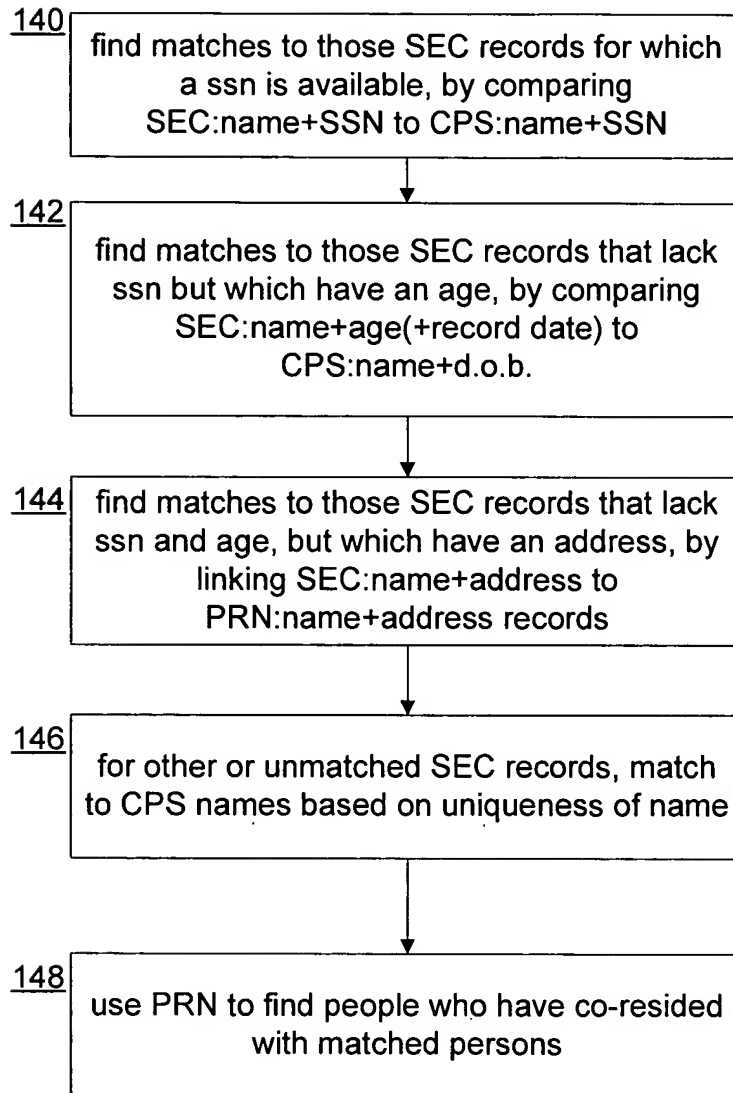 140
find matches to those SEC records for which
a ssn is available, by comparing
SEC:name+SSN to CPS:name+SSN
142
find matches to those SEC records that lack
ssn but which have an age, by comparing
SEC:name+age(+record date) to
CPS:name+d.o.b.
144
find matches to those SEC records that lack
ssn and age, but which have an address, by
linking SEC:name+address to
PRN:name+address records
146
for other or unmatched SEC records, match
to CPS names based on uniqueness of name
148
use PRN to find people who have co-resided
with matched persons